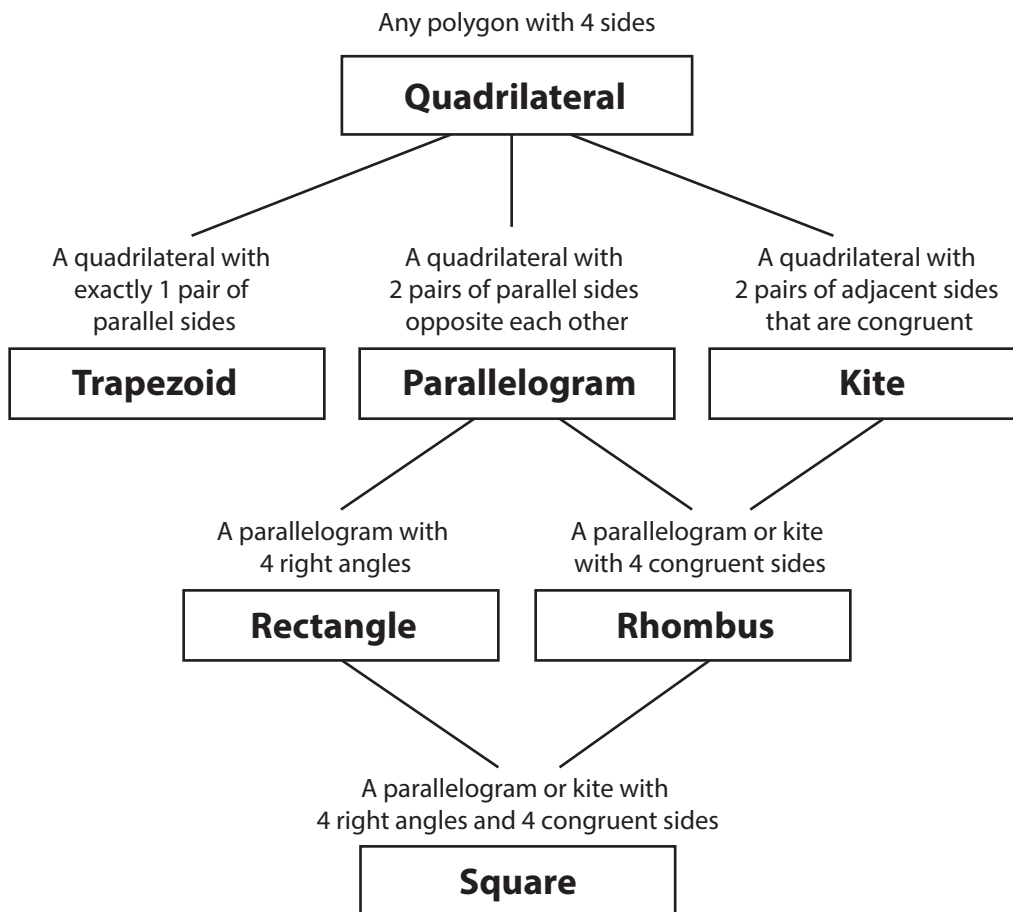 Any polygon with 4 sides
Quadrilateral
A quadrilateral with
exactly 1 pair of
parallel sides
Trapezoid
A quadrilateral with
2 pairs of parallel sides
opposite each other
Parallelogram
A quadrilateral with
2 pairs of adjacent sides
that are congruent
Kite
A parallelogram with
4 right angles
Rectangle
A parallelogram or kite
with 4 congruent sides
Rhombus
A parallelogram or kite with
4 right angles and 4 congruent sides
Square